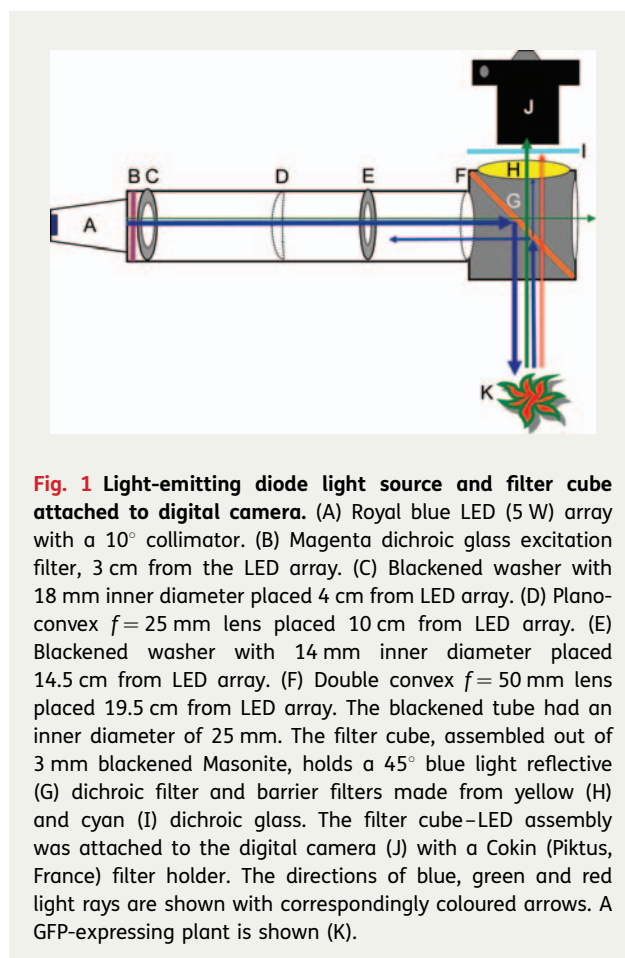 J
I
B C D E F H
G
A
K
Fig. 1 Light-emitting diode light source and filter cube
attached to digital camera. (A) Royal blue LED (5 W) array
with a 10° collimator. (B) Magenta dichroic glass excitation
filter, 3 cm from the LED array. (C) Blackened washer with
18 mm inner diameter placed 4 cm from LED array. (D) Plano-
convex f = 25 mm lens placed 10 cm from LED array. (E)
Blackened washer with 14 mm inner diameter placed
14.5 cm from LED array. (F) Double convex f = 50 mm lens
placed 19.5 cm from LED array. The blackened tube had an
inner diameter of 25 mm. The filter cube, assembled out of
3 mm blackened Masonite, holds a 45° blue light reflective
(G) dichroic filter and barrier filters made from yellow (H)
and cyan (I) dichroic glass. The filter cube–LED assembly
was attached to the digital camera (J) with a Cokin (Piktus,
France) filter holder. The directions of blue, green and red
light rays are shown with correspondingly coloured arrows. A
GFP-expressing plant is shown (K).